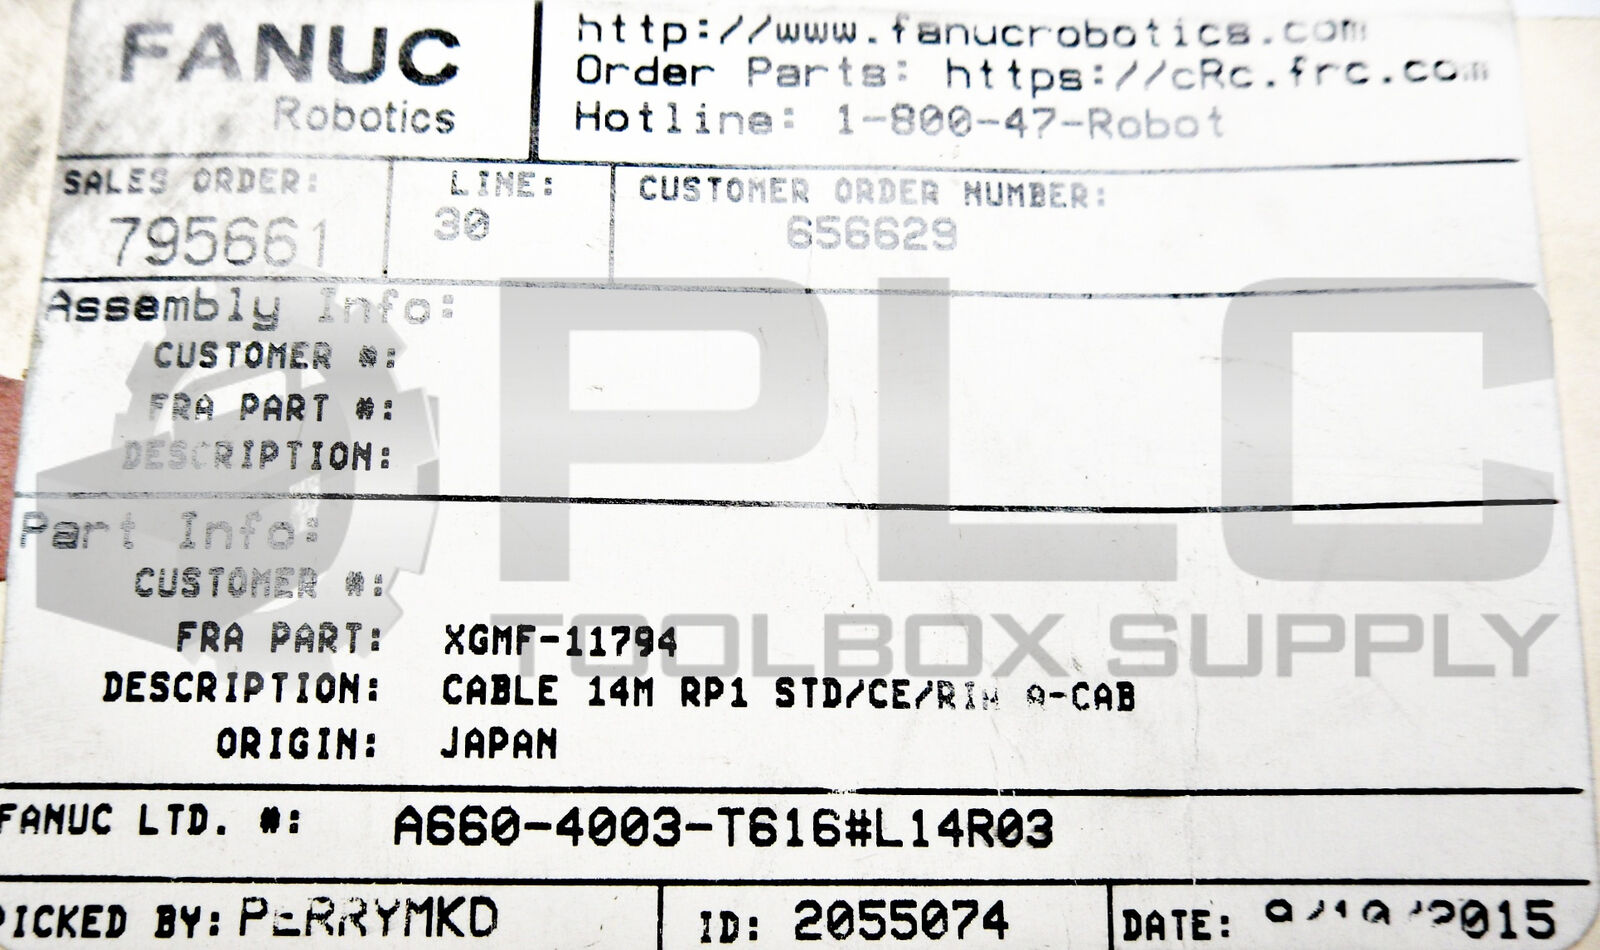 FANUC
Robotics
http://www.fanucrobotics.com
Order Parts: https://cRc.frc.com
Hotline: 1-800-47-Robot
SALES ORDER:
795661
LINE:
30
CUSTOMER ORDER NUMBER:
656629
Assembly Info:
CUSTOMER #:
FRA PART #:
DESCRIPTION:
Part Info:
CUSTOMER #:
FRA PART: XGMF-11794
DESCRIPTION: CABLE 14M RP1 STD/CE/RIA A-CAB
ORIGIN: JAPAN
FANUC LTD. #: A660-4003-T616#L14R03
PICKED BY: PERRYMKD
ID: 2055074
DATE:
PLC
TOOLBOX SUPPLY